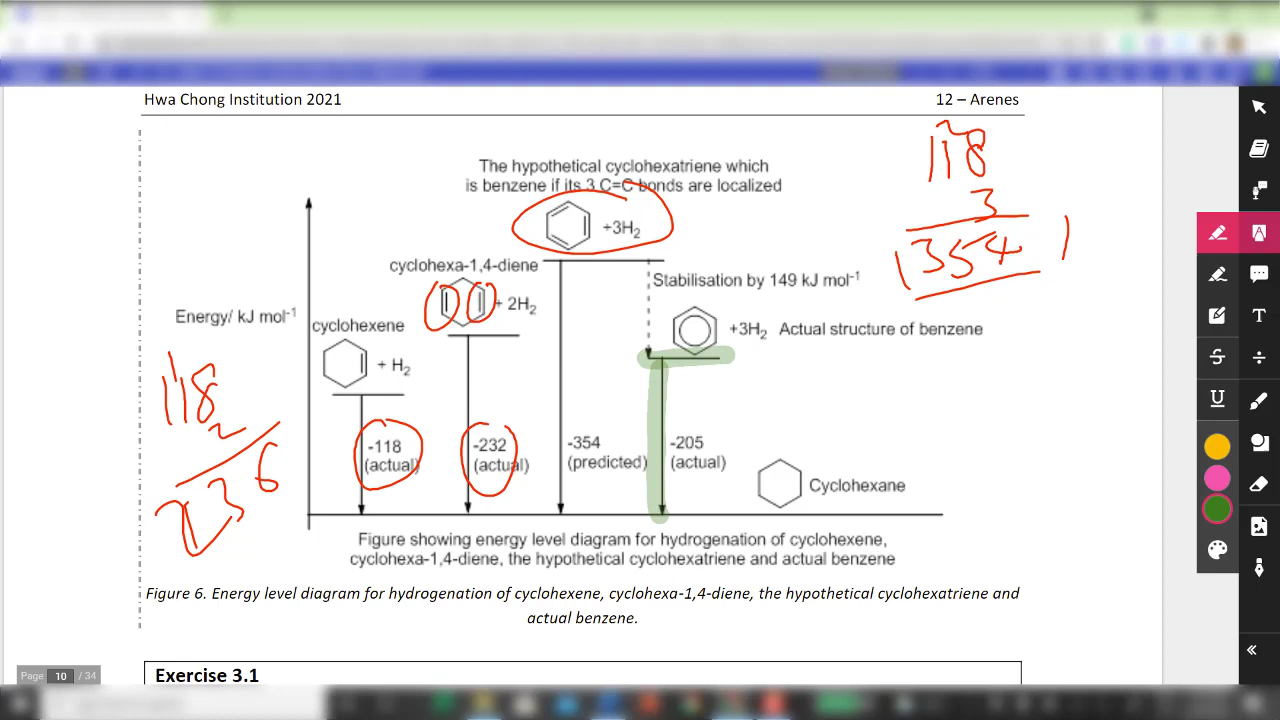 Hwa Chong Institution 2021
12 – Arenes
The hypothetical cyclohexatriene which
is benzene if its 3 C=C bonds are localized
+3H₂
cyclohexa-1,4-diene
+ 2H₂
Stabilisation by 149 kJ mol⁻¹
Energy/ kJ mol⁻¹
cyclohexene
+ H₂
+3H₂ Actual structure of benzene
-118
(actual)
-232
(actual)
-354
(predicted)
-205
(actual)
Cyclohexane
Figure showing energy level diagram for hydrogenation of cyclohexene,
cyclohexa-1,4-diene, the hypothetical cyclohexatriene and actual benzene
Figure 6. Energy level diagram for hydrogenation of cyclohexene, cyclohexa-1,4-diene, the hypothetical cyclohexatriene and
actual benzene.
Exercise 3.1
118
2
236
2
118
3
354
Page 10 / 34